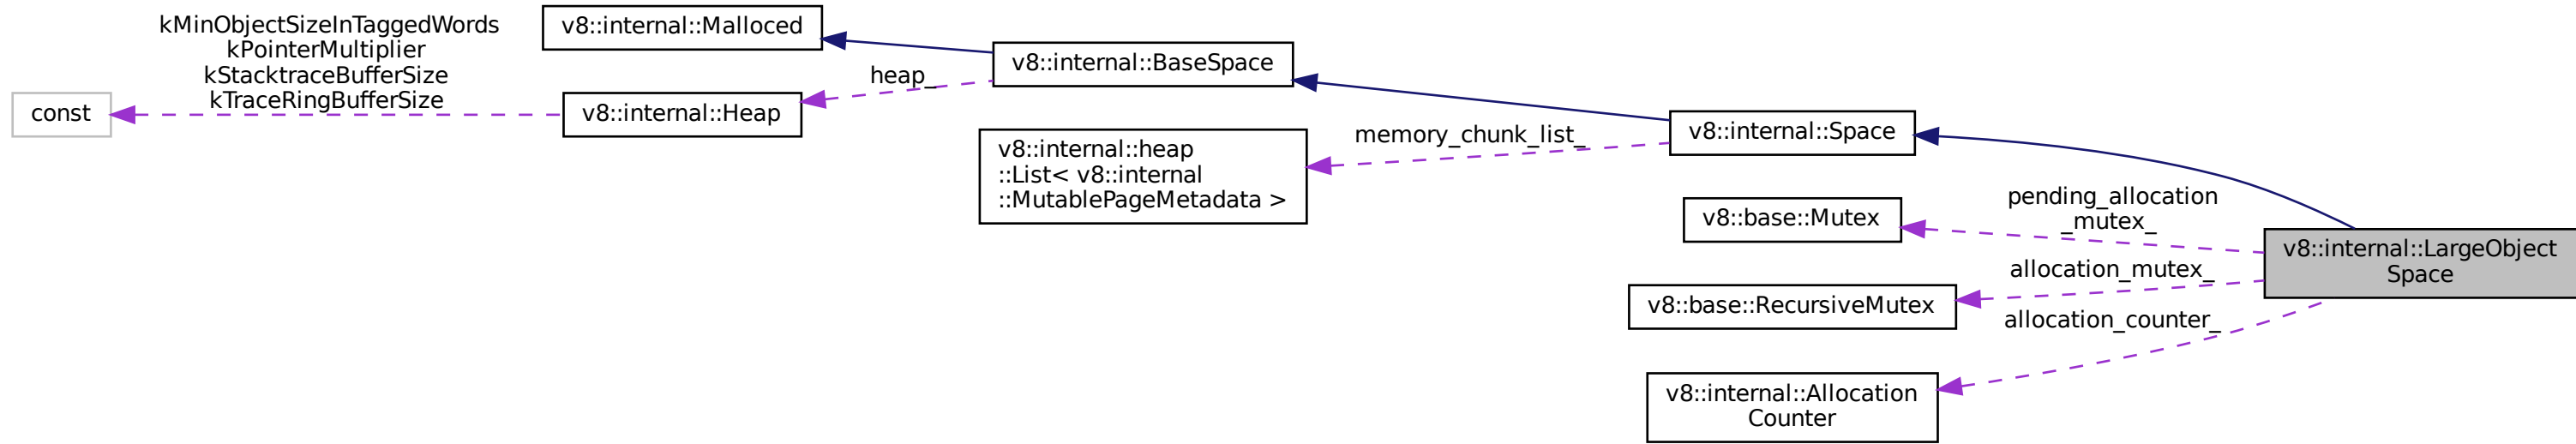 kMinObjectSizeInTaggedWords
kPointerMultiplier
kStacktraceBufferSize
kTraceRingBufferSize
const
v8::internal::Malloced
v8::internal::Heap
heap_
v8::internal::BaseSpace
v8::internal::heap
::List< v8::internal
::MutablePageMetadata >
memory_chunk_list_
v8::internal::Space
v8::base::Mutex
v8::base::RecursiveMutex
v8::internal::Allocation
Counter
pending_allocation
_mutex_
allocation_mutex_
allocation_counter_
v8::internal::LargeObject
Space